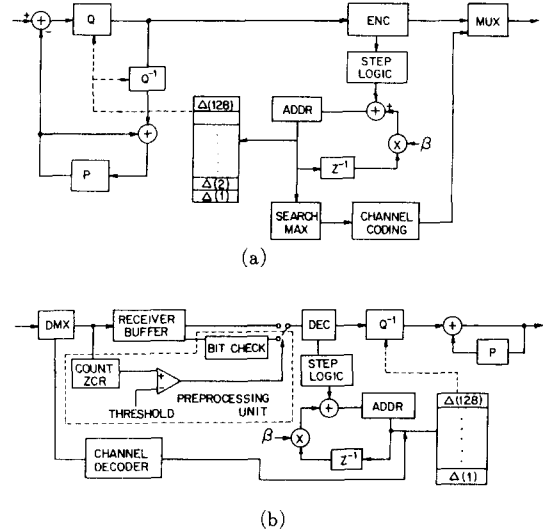 +
−
Q
ENC
MUX
Q⁻¹
STEP
LOGIC
Δ(128)
ADDR
+
+
+
X
β
P
Z⁻¹
Δ(2)
Δ(1)
SEARCH
MAX
CHANNEL
CODING
(a)
DMX
RECEIVER
BUFFER
DEC
Q⁻¹
+
BIT CHECK
P
COUNT
ZCR
+
−
STEP
LOGIC
THRESHOLD
PREPROCESSING
UNIT
+
ADDR
Δ(128)
β
X
CHANNEL
DECODER
Z⁻¹
Δ(1)
(b)